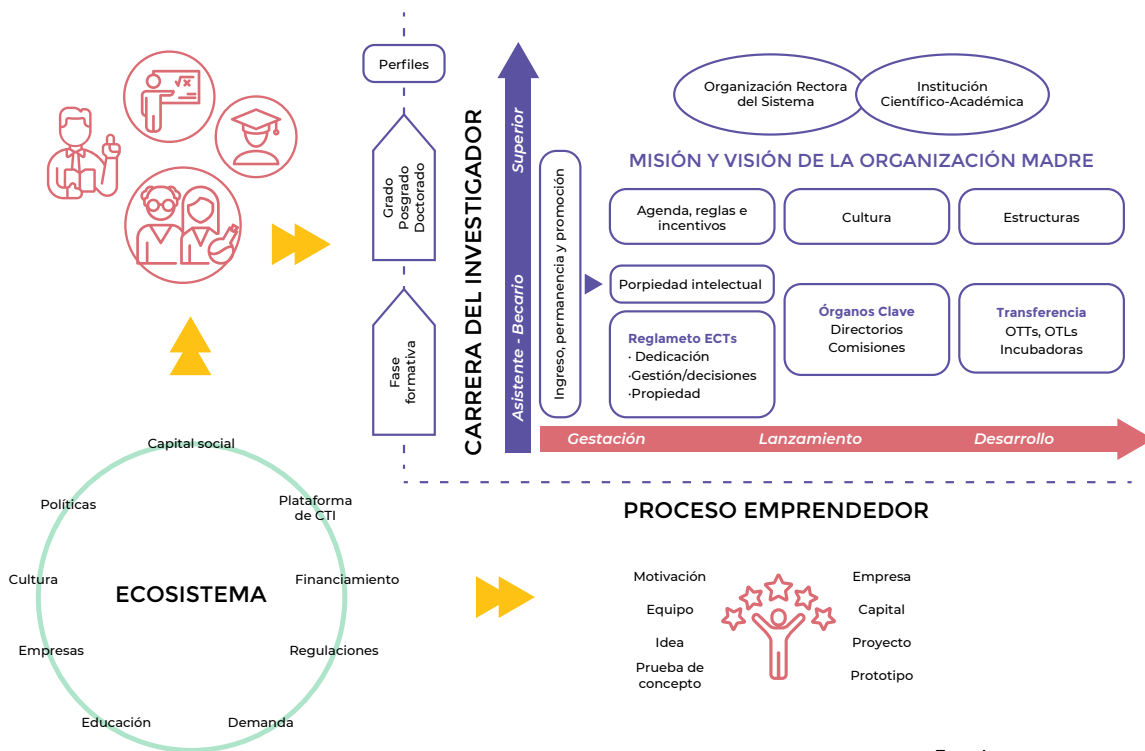 Perfiles
Grado
Posgrado
Doctorado
Fase
formativa
CARRERA DEL INVESTIGADOR
Superior
Asistente - Becario
Ingreso, permanencia y promoción
Organización Rectora
del Sistema
Institución
Científico-Académica
MISIÓN Y VISIÓN DE LA ORGANIZACIÓN MADRE
Agenda, reglas e
incentivos
Cultura
Estructuras
Porpiedad intelectual
Reglameto ECTs
· Dedicación
·Gestión/decisiones
·Propiedad
Órganos Clave
Directorios
Comisiones
Transferencia
OTTs, OTLs
Incubadoras
Gestación
Lanzamiento
Desarrollo
PROCESO EMPRENDEDOR
Motivación
Equipo
Idea
Prueba de
concepto
Empresa
Capital
Proyecto
Prototipo
ECOSISTEMA
Capital social
Políticas
Plataforma
de CTI
Cultura
Financiamiento
Empresas
Regulaciones
Educación
Demanda